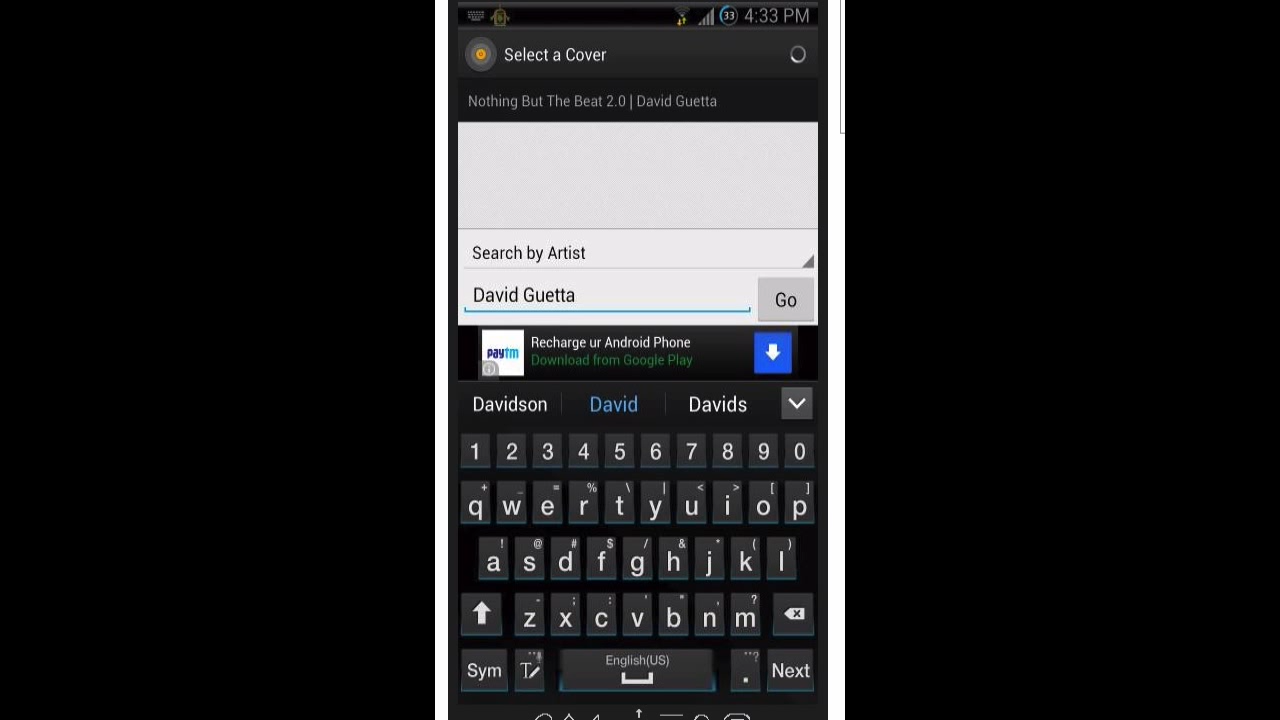 33 4:33 PM
Select a Cover
Nothing But The Beat 2.0 | David Guetta
Search by Artist
David Guetta
Go
paytm
Recharge ur Android Phone
Download from Google Play
Davidson David Davids
1 2 3 4 5 6 7 8 9 0
+ _ = % \ | < > [ ]
q w e r t y u i o p
! @ # $ / & * ( )
a s d f g h j k l
- ; : ' " , ?
z x c v b n m
English(US)
Sym . Next